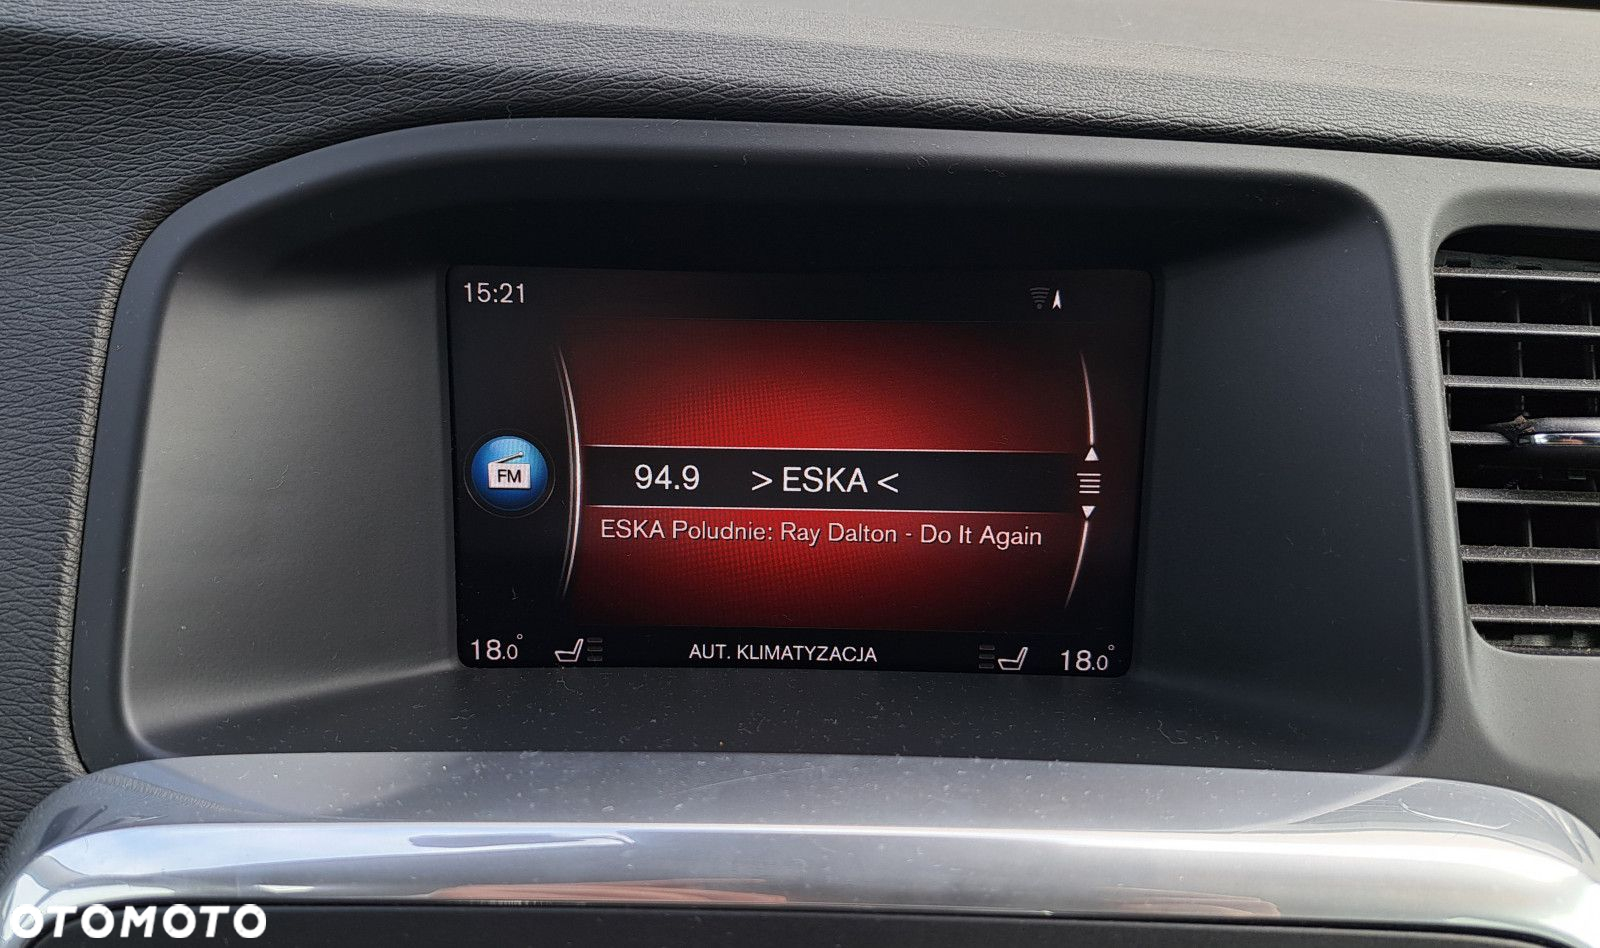 15:21
FM
94.9 > ESKA <
ESKA Poludnie: Ray Dalton - Do It Again
18.0° AUT. KLIMATYZACJA 18.0°
OTOMOTO